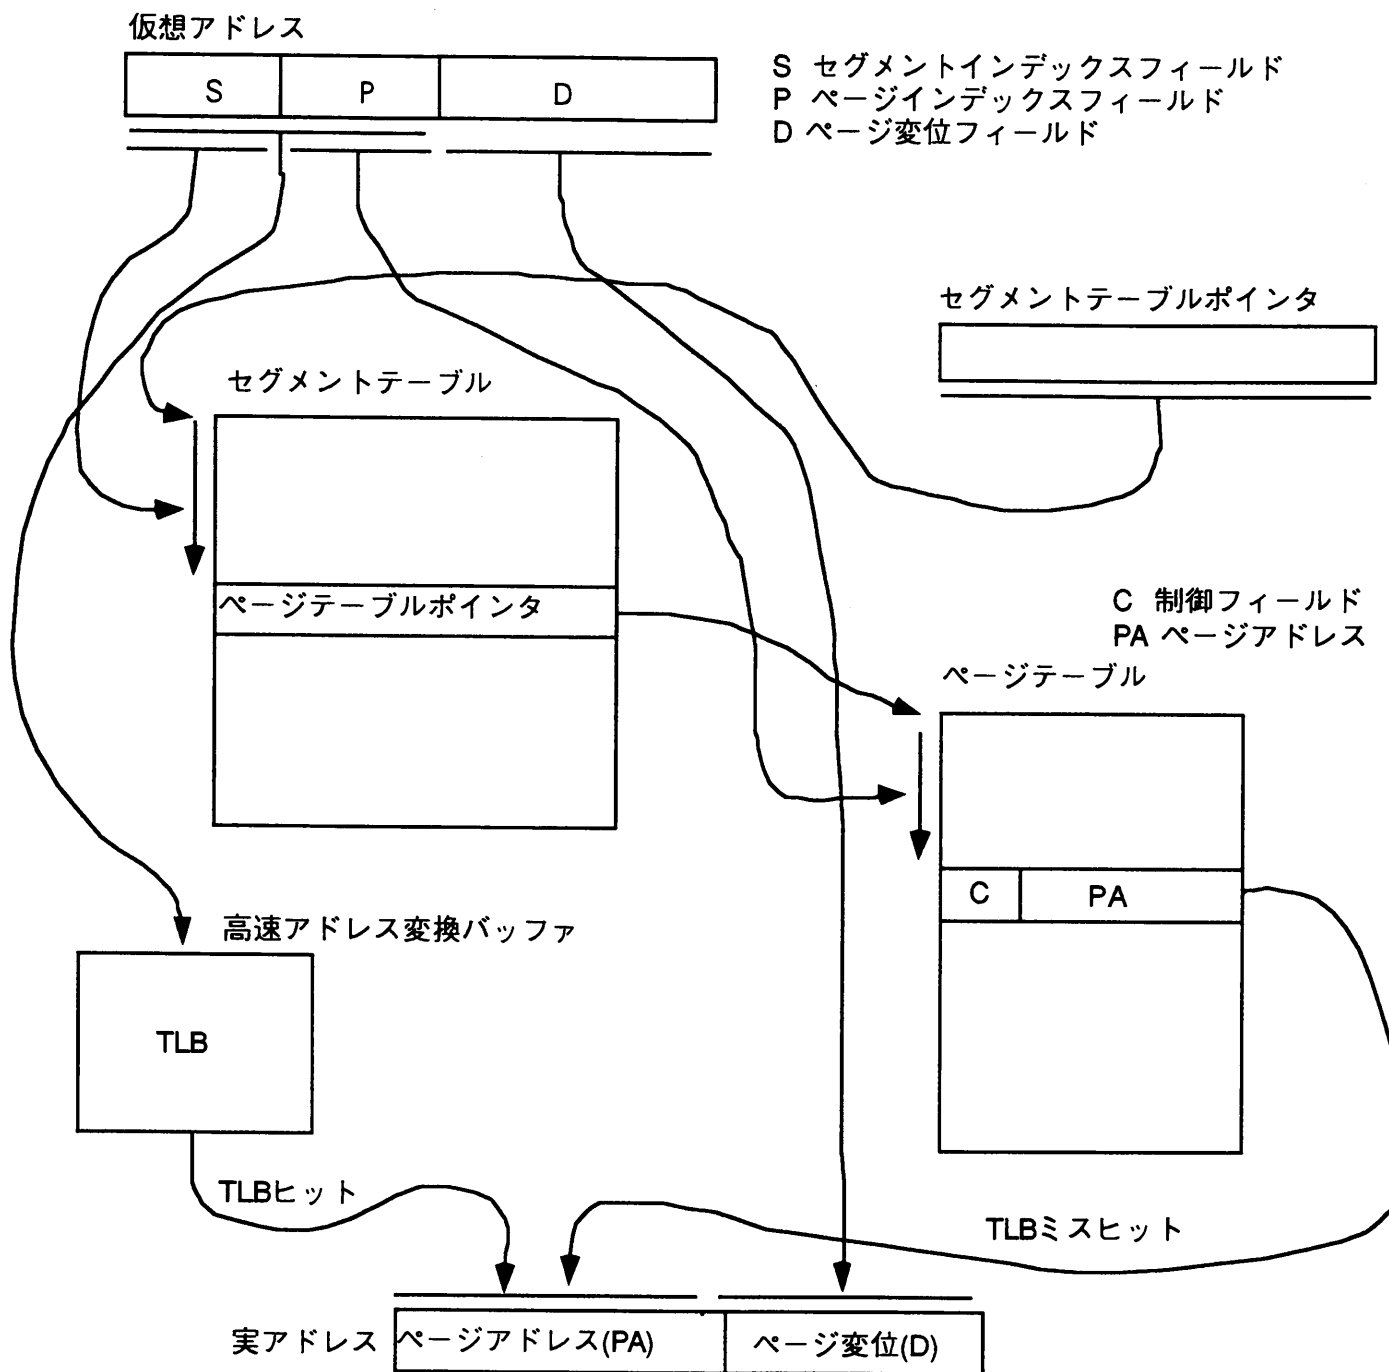 仮想アドレス
S P D
S セグメントインデックスフィールド
P ページインデックスフィールド
D ページ変位フィールド
セグメントテーブルポインタ
セグメントテーブル
ページテーブルポインタ
C 制御フィールド
PA ページアドレス
ページテーブル
C PA
高速アドレス変換バッファ
TLB
TLBヒット
TLBミスヒット
実アドレス ページアドレス(PA) ページ変位(D)